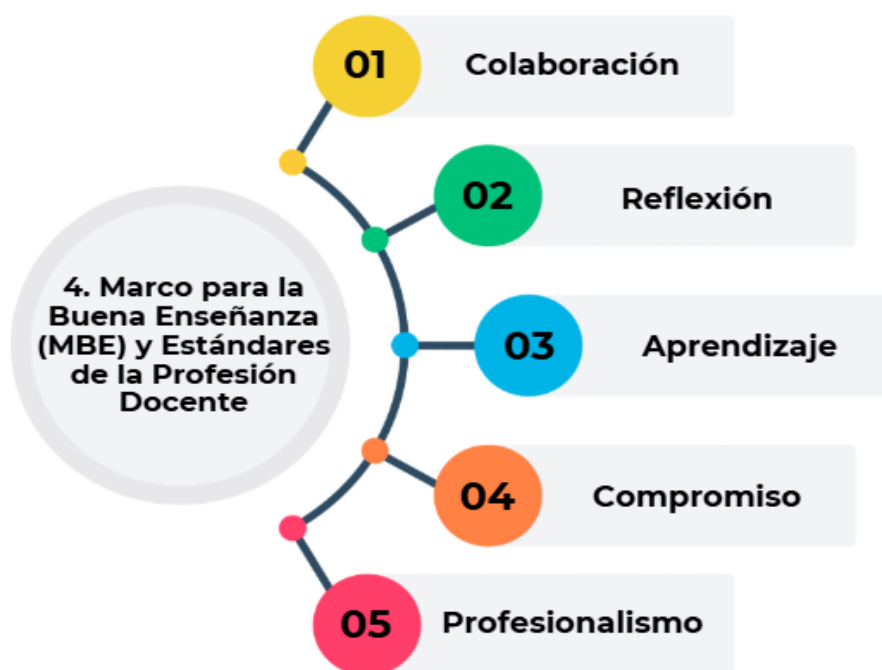 01
Colaboración
02
Reflexión
4. Marco para la
Buena Enseñanza
(MBE) y Estándares
de la Profesión
Docente
03
Aprendizaje
04
Compromiso
05
Profesionalismo